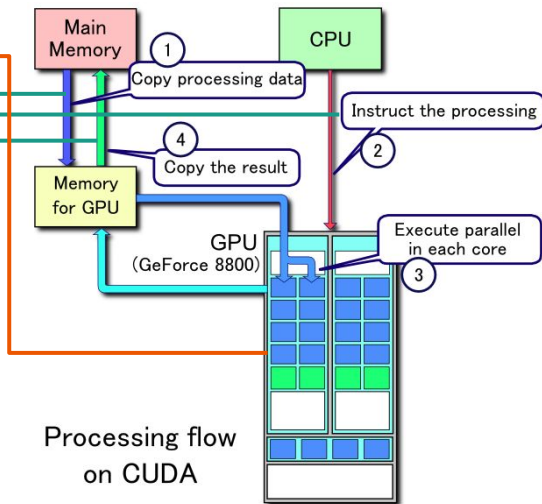 Main
Memory
1
CPU
Copy processing data
Instruct the processing
4
Copy the result
2
Memory
for GPU
GPU
(GeForce 8800)
Execute parallel
in each core
3
Processing flow
on CUDA